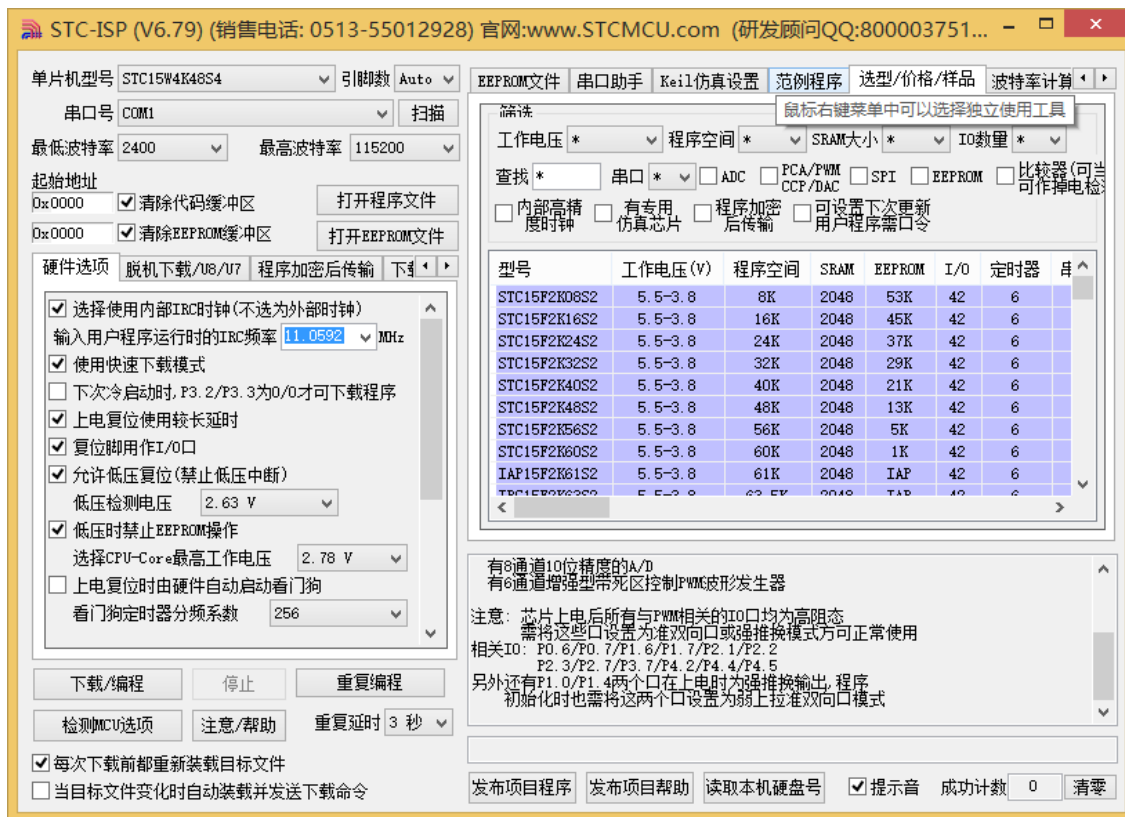 STC-ISP (V6.79) (销售电话: 0513-55012928) 官网:www.STCMCU.com (研发顾问QQ:800003751...
单片机型号 STC15W4K48S4 引脚数 Auto
串口号 COM1 扫描
最低波特率 2400 最高波特率 115200
起始地址
0x0000 清除代码缓冲区 打开程序文件
0x0000 清除EEPROM缓冲区 打开EEPROM文件
硬件选项 脱机下载/U8/U7 程序加密后传输
选择使用内部IRC时钟(不选为外部时钟)
输入用户程序运行时的IRC频率 11.0592 MHz
使用快速下载模式
下次冷启动时,P3.2/P3.3为0/0才可下载程序
上电复位使用较长延时
复位脚用作I/O口
允许低压复位(禁止低压中断)
低压检测电压 2.63 V
低压时禁止EEPROM操作
选择CPU-Core最高工作电压 2.78 V
上电复位时由硬件自动启动看门狗
看门狗定时器分频系数 256
下载/编程 停止 重复编程
检测MCU选项 注意/帮助 重复延时 3 秒
每次下载前都重新装载目标文件
当目标文件变化时自动装载并发送下载命令
EEPROM文件 串口助手 Keil仿真设置 范例程序 选型/价格/样品 波特率计算
鼠标右键菜单中可以选择独立使用工具
筛选
工作电压 * 程序空间 * SRAM大小 * IO数量 *
查找 * 串口 * ADC PCA/PWM CCP/DAC SPI EEPROM 比较器(可当 可作掉电检
内部高精度时钟 有专用仿真芯片 程序加密后传输 可设置下次更新用户程序需口令
型号 工作电压(V) 程序空间 SRAM EEPROM I/O 定时器 串
STC15F2K08S2 5.5-3.8 8K 2048 53K 42 6
STC15F2K16S2 5.5-3.8 16K 2048 45K 42 6
STC15F2K24S2 5.5-3.8 24K 2048 37K 42 6
STC15F2K32S2 5.5-3.8 32K 2048 29K 42 6
STC15F2K40S2 5.5-3.8 40K 2048 21K 42 6
STC15F2K48S2 5.5-3.8 48K 2048 13K 42 6
STC15F2K56S2 5.5-3.8 56K 2048 5K 42 6
STC15F2K60S2 5.5-3.8 60K 2048 1K 42 6
IAP15F2K61S2 5.5-3.8 61K 2048 IAP 42 6
有8通道10位精度的A/D
有6通道增强型带死区控制PWM波形发生器
注意: 芯片上电后所有与PWM相关的IO口均为高阻态
需将这些口设置为准双向口或强推挽模式方可正常使用
相关IO: P0.6/P0.7/P1.6/P1.7/P2.1/P2.2
P2.3/P2.7/P3.7/P4.2/P4.4/P4.5
另外还有P1.0/P1.4两个口在上电时为强推挽输出,程序
初始化时也需将这两个口设置为弱上拉准双向口模式
发布项目程序 发布项目帮助 读取本机硬盘号 提示音 成功计数 0 清零